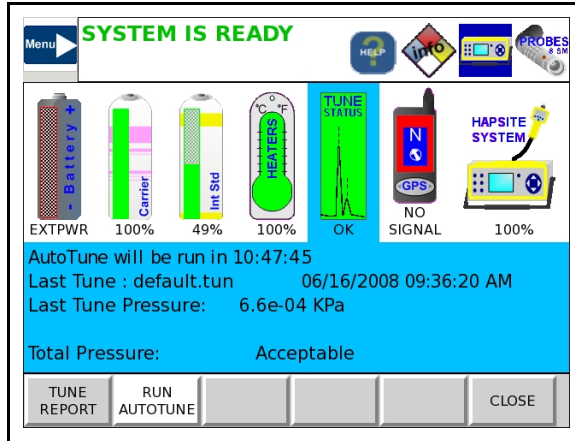 Menu
SYSTEM IS READY
HELP
info
PROBES
& SM
- Battery +
Carrier
Int Std
°C °F
HEATERS
TUNE
STATUS
N
GPS
HAPSITE
SYSTEM
EXTPWR
100%
49%
100%
OK
NO
SIGNAL
100%
AutoTune will be run in 10:47:45
Last Tune : default.tun 06/16/2008 09:36:20 AM
Last Tune Pressure: 6.6e-04 KPa
Total Pressure: Acceptable
TUNE
REPORT
RUN
AUTOTUNE
CLOSE